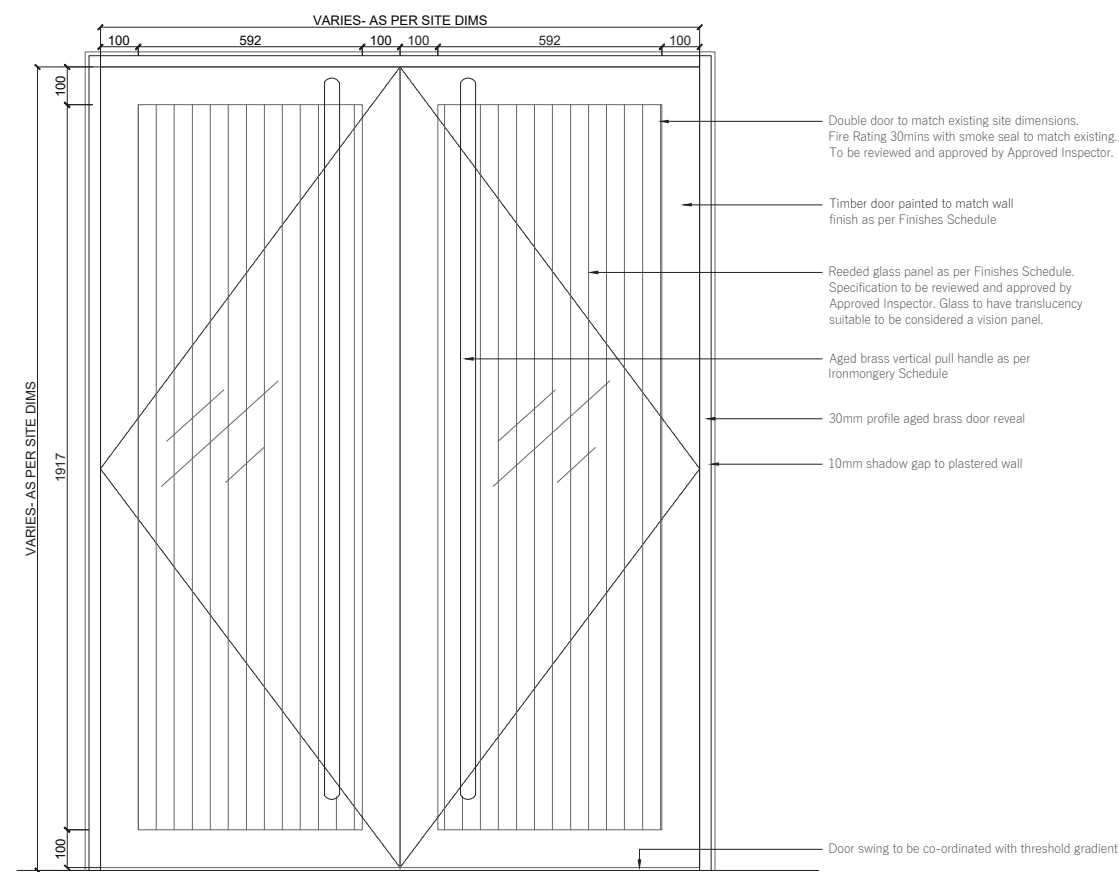 VARIES- AS PER SITE DIMS
100 592 100 100 592 100
100
VARIES- AS PER SITE DIMS
1917
100
Double door to match existing site dimensions.
Fire Rating 30mins with smoke seal to match existing.
To be reviewed and approved by Approved Inspector.
Timber door painted to match wall
finish as per Finishes Schedule
Reeded glass panel as per Finishes Schedule.
Specification to be reviewed and approved by
Approved Inspector. Glass to have translucency
suitable to be considered a vision panel.
Aged brass vertical pull handle as per
Ironmongery Schedule
30mm profile aged brass door reveal
10mm shadow gap to plastered wall
Door swing to be co-ordinated with threshold gradient